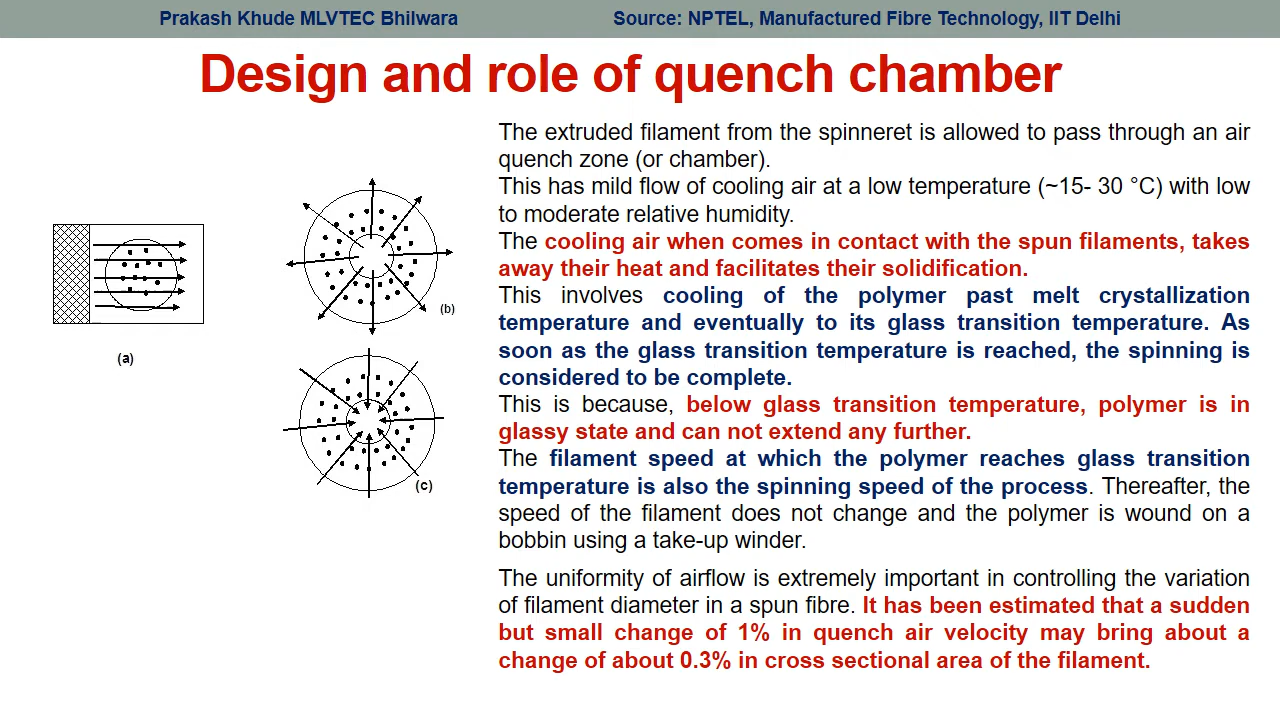 Prakash Khude MLVTEC Bhilwara
Source: NPTEL, Manufactured Fibre Technology, IIT Delhi
Design and role of quench chamber
(a)
(b)
(c)
The extruded filament from the spinneret is allowed to pass through an air
quench zone (or chamber).
This has mild flow of cooling air at a low temperature (~15- 30 °C) with low
to moderate relative humidity.
The cooling air when comes in contact with the spun filaments, takes
away their heat and facilitates their solidification.
This involves cooling of the polymer past melt crystallization
temperature and eventually to its glass transition temperature. As
soon as the glass transition temperature is reached, the spinning is
considered to be complete.
This is because, below glass transition temperature, polymer is in
glassy state and can not extend any further.
The filament speed at which the polymer reaches glass transition
temperature is also the spinning speed of the process. Thereafter, the
speed of the filament does not change and the polymer is wound on a
bobbin using a take-up winder.
The uniformity of airflow is extremely important in controlling the variation
of filament diameter in a spun fibre. It has been estimated that a sudden
but small change of 1% in quench air velocity may bring about a
change of about 0.3% in cross sectional area of the filament.